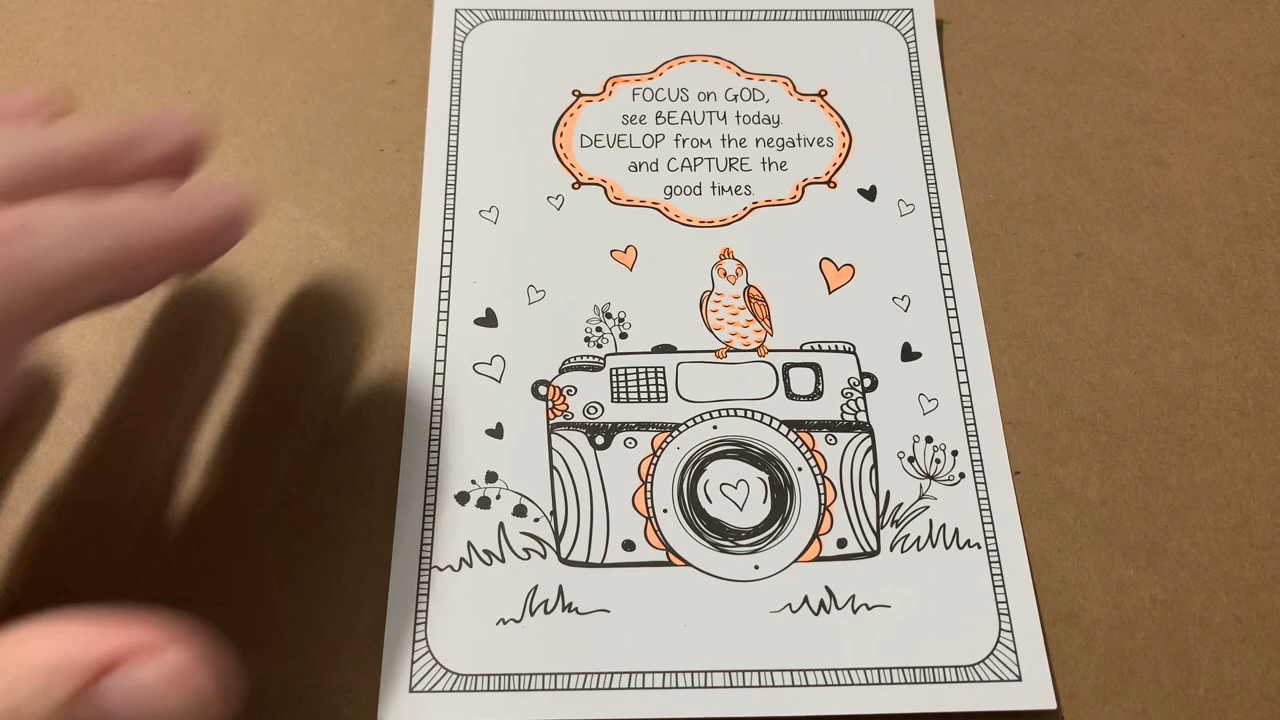 FOCUS on GOD,
see BEAUTY today.
DEVELOP from the negatives
and CAPTURE the
good times.